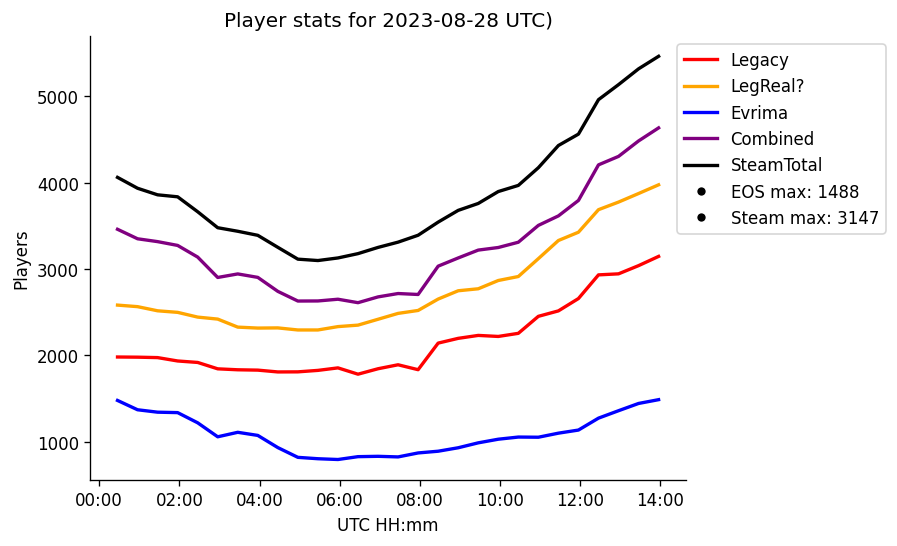 Player stats for 2023-08-28 UTC)
Legacy
LegReal?
Evrima
Combined
SteamTotal
EOS max: 1488
Steam max: 3147
Players
5000
4000
3000
2000
1000
00:00 02:00 04:00 06:00 08:00 10:00 12:00 14:00
UTC HH:mm